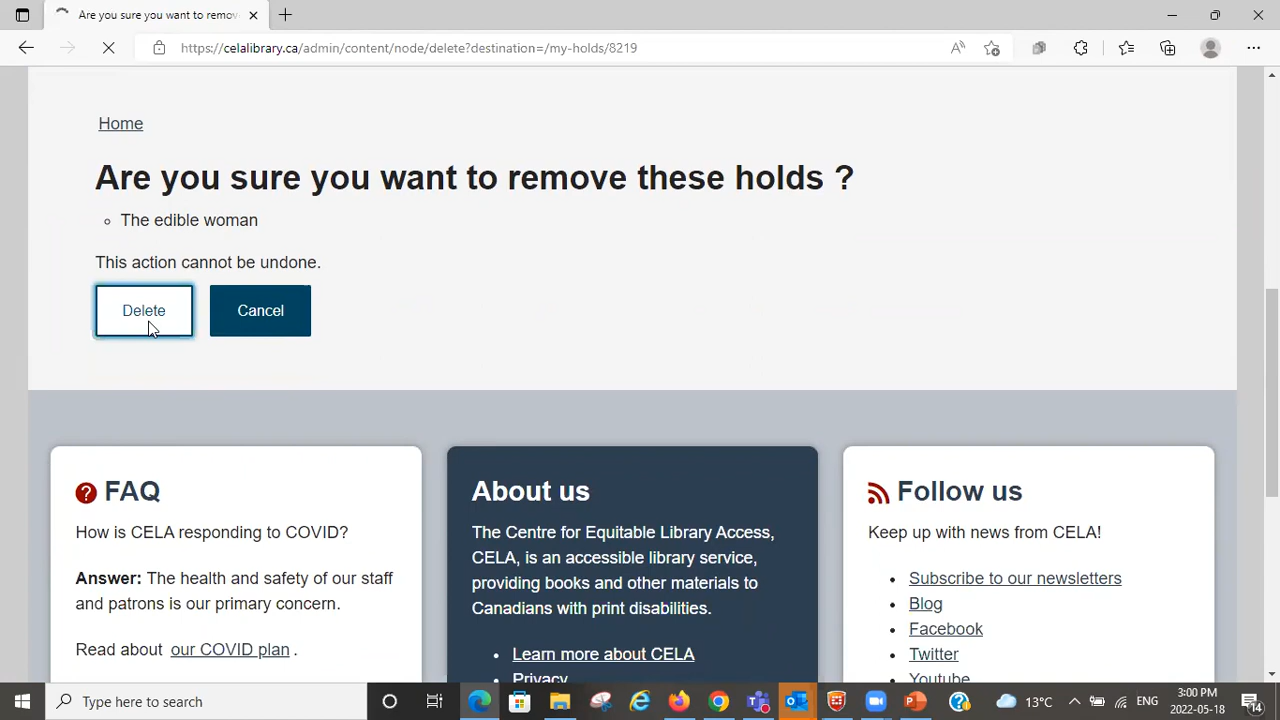 Are you sure you want to remov
https://celalibrary.ca/admin/content/node/delete?destination=/my-holds/8219
Home
Are you sure you want to remove these holds ?
The edible woman
This action cannot be undone.
Delete
Cancel
FAQ
How is CELA responding to COVID?
Answer: The health and safety of our staff
and patrons is our primary concern.
Read about our COVID plan .
About us
The Centre for Equitable Library Access,
CELA, is an accessible library service,
providing books and other materials to
Canadians with print disabilities.
Learn more about CELA
Privacy
Follow us
Keep up with news from CELA!
Subscribe to our newsletters
Blog
Facebook
Twitter
Youtube
Type here to search
13°C
ENG
3:00 PM
2022-05-18
14